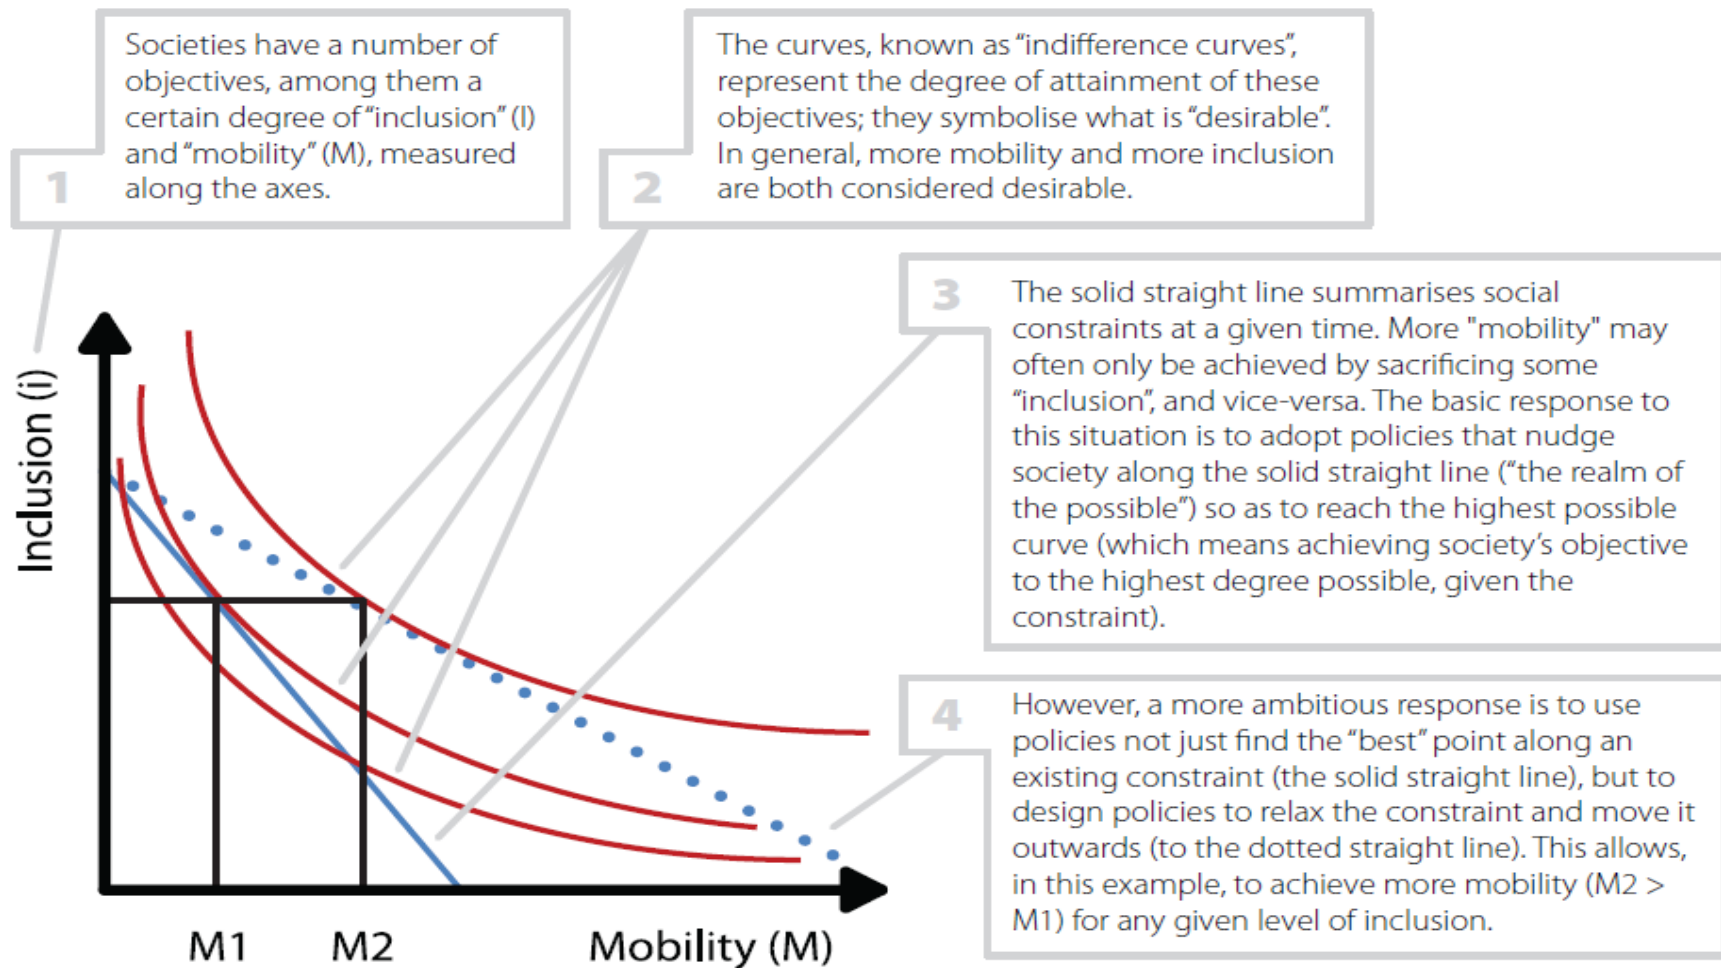 Societies have a number of
objectives, among them a
certain degree of “inclusion” (I)
and “mobility” (M), measured
along the axes.
1
The curves, known as “indifference curves”,
represent the degree of attainment of these
objectives; they symbolise what is “desirable”.
In general, more mobility and more inclusion
are both considered desirable.
2
3
The solid straight line summarises social
constraints at a given time. More "mobility" may
often only be achieved by sacrificing some
“inclusion”, and vice-versa. The basic response to
this situation is to adopt policies that nudge
society along the solid straight line (“the realm of
the possible”) so as to reach the highest possible
curve (which means achieving society’s objective
to the highest degree possible, given the
constraint).
4
However, a more ambitious response is to use
policies not just find the “best” point along an
existing constraint (the solid straight line), but to
design policies to relax the constraint and move it
outwards (to the dotted straight line). This allows,
in this example, to achieve more mobility (M2 >
M1) for any given level of inclusion.
Inclusion (i)
M1
M2
Mobility (M)